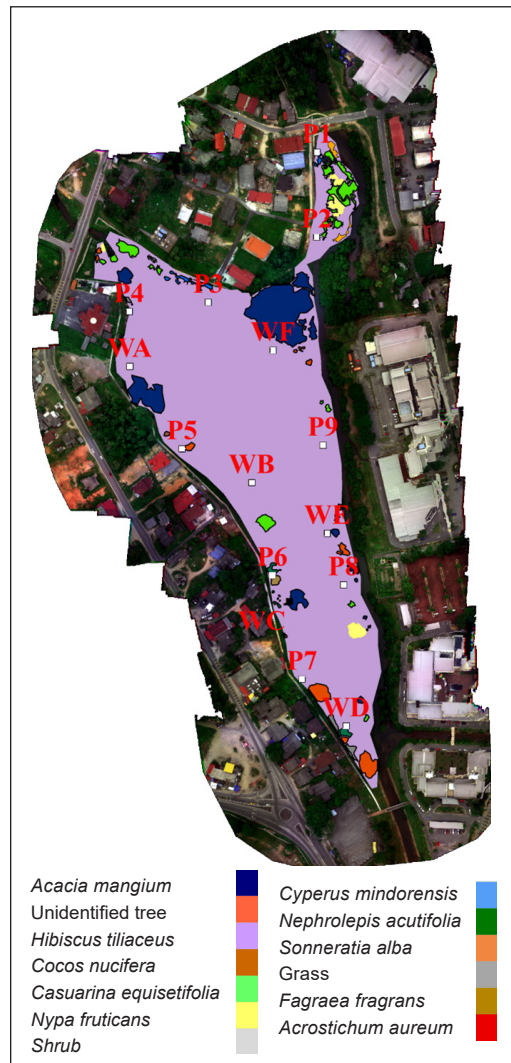 P1
P2
P3
P4
WF
WA
P5
P9
WB
WE
P6
P8
WC
P7
WD
Acacia mangium
Unidentified tree
Hibiscus tiliaceus
Cocos nucifera
Casuarina equisetifolia
Nypa fruticans
Shrub
Cyperus mindorensis
Nephrolepis acutifolia
Sonneratia alba
Grass
Fagraea fragrans
Acrostichum aureum